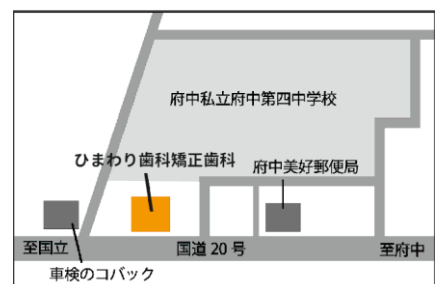 府中私立府中第四中学校
ひまわり歯科矯正歯科
府中美好郵便局
至国立
国道 20 号
至府中
車検のコバック